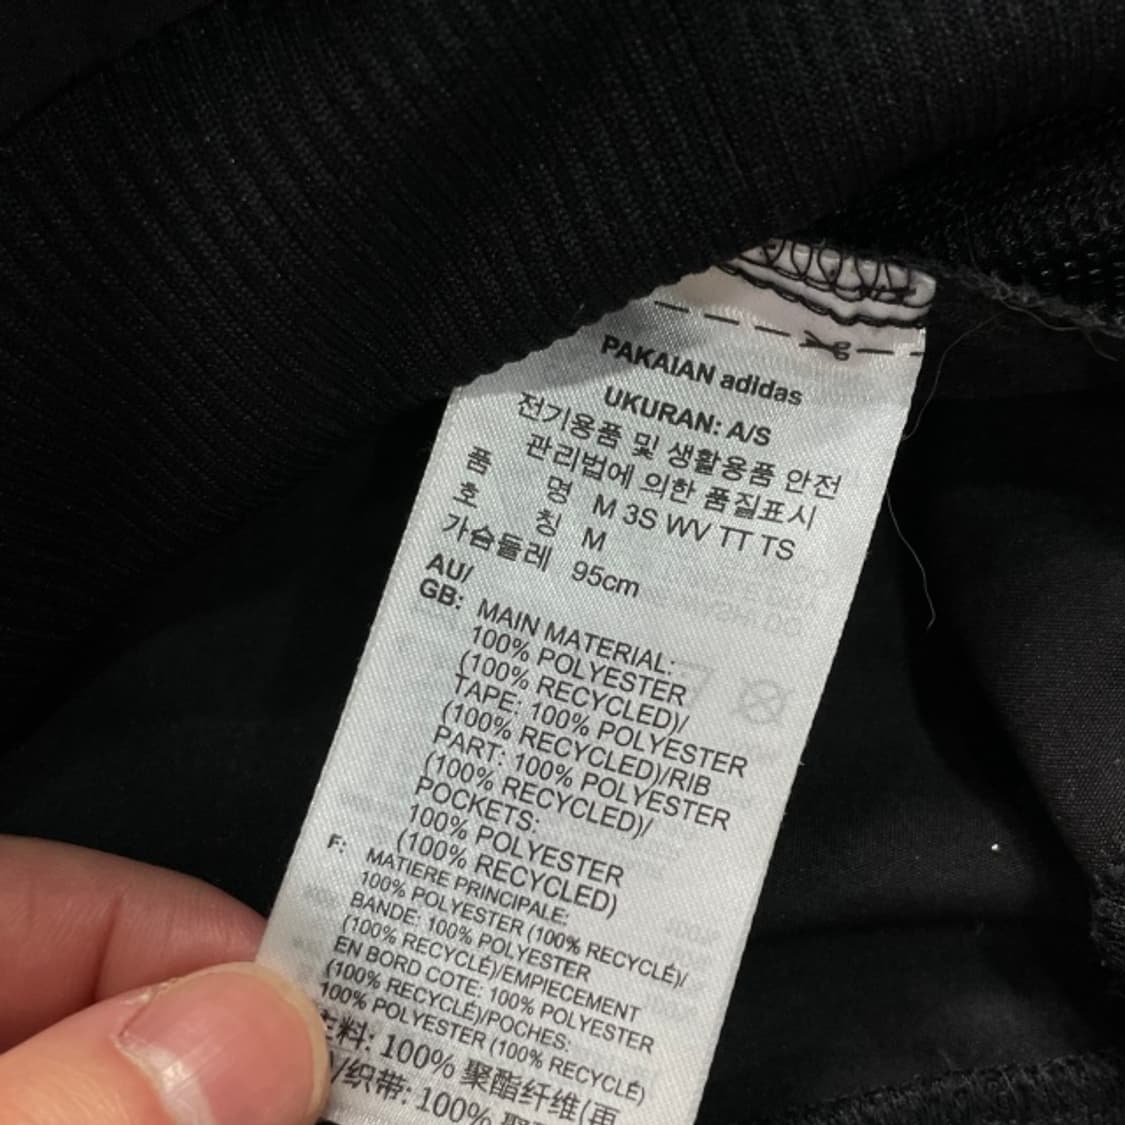 PAKAIAN adidas
UKURAN: A/S
전기용품 및 생활용품 안전
관리법에 의한 품질표시
품 명 M 3S WV TT TS
호 칭 M
가슴둘레 95cm
AU/
GB: MAIN MATERIAL:
100% POLYESTER
(100% RECYCLED)/
TAPE: 100% POLYESTER
(100% RECYCLED)/RIB
PART: 100% POLYESTER
(100% RECYCLED)/
POCKETS:
100% POLYESTER
(100% RECYCLED)
F: MATIERE PRINCIPALE:
100% POLYESTER (100% RECYCLÉ)/
BANDE: 100% POLYESTER
(100% RECYCLÉ)/EMPIECEMENT
EN BORD COTE: 100% POLYESTER
(100% RECYCLÉ)/POCHES:
100% POLYESTER (100% RECYCLÉ)
主料: 100% 聚酯纤维(再
/织带: 100%